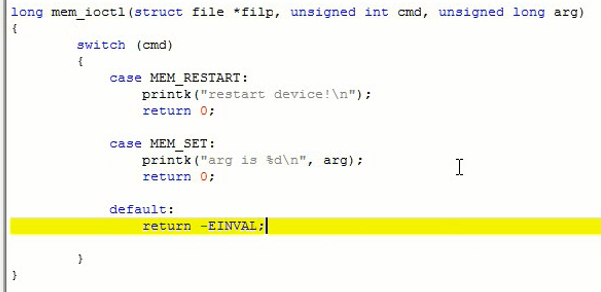 long mem_ioctl(struct file *filp, unsigned int cmd, unsigned long arg)
{
switch (cmd)
{
case MEM_RESTART:
printk("restart device!\n");
return 0;
case MEM_SET:
printk("arg is %d\n", arg);
return 0;
default:
return -EINVAL;
}
}